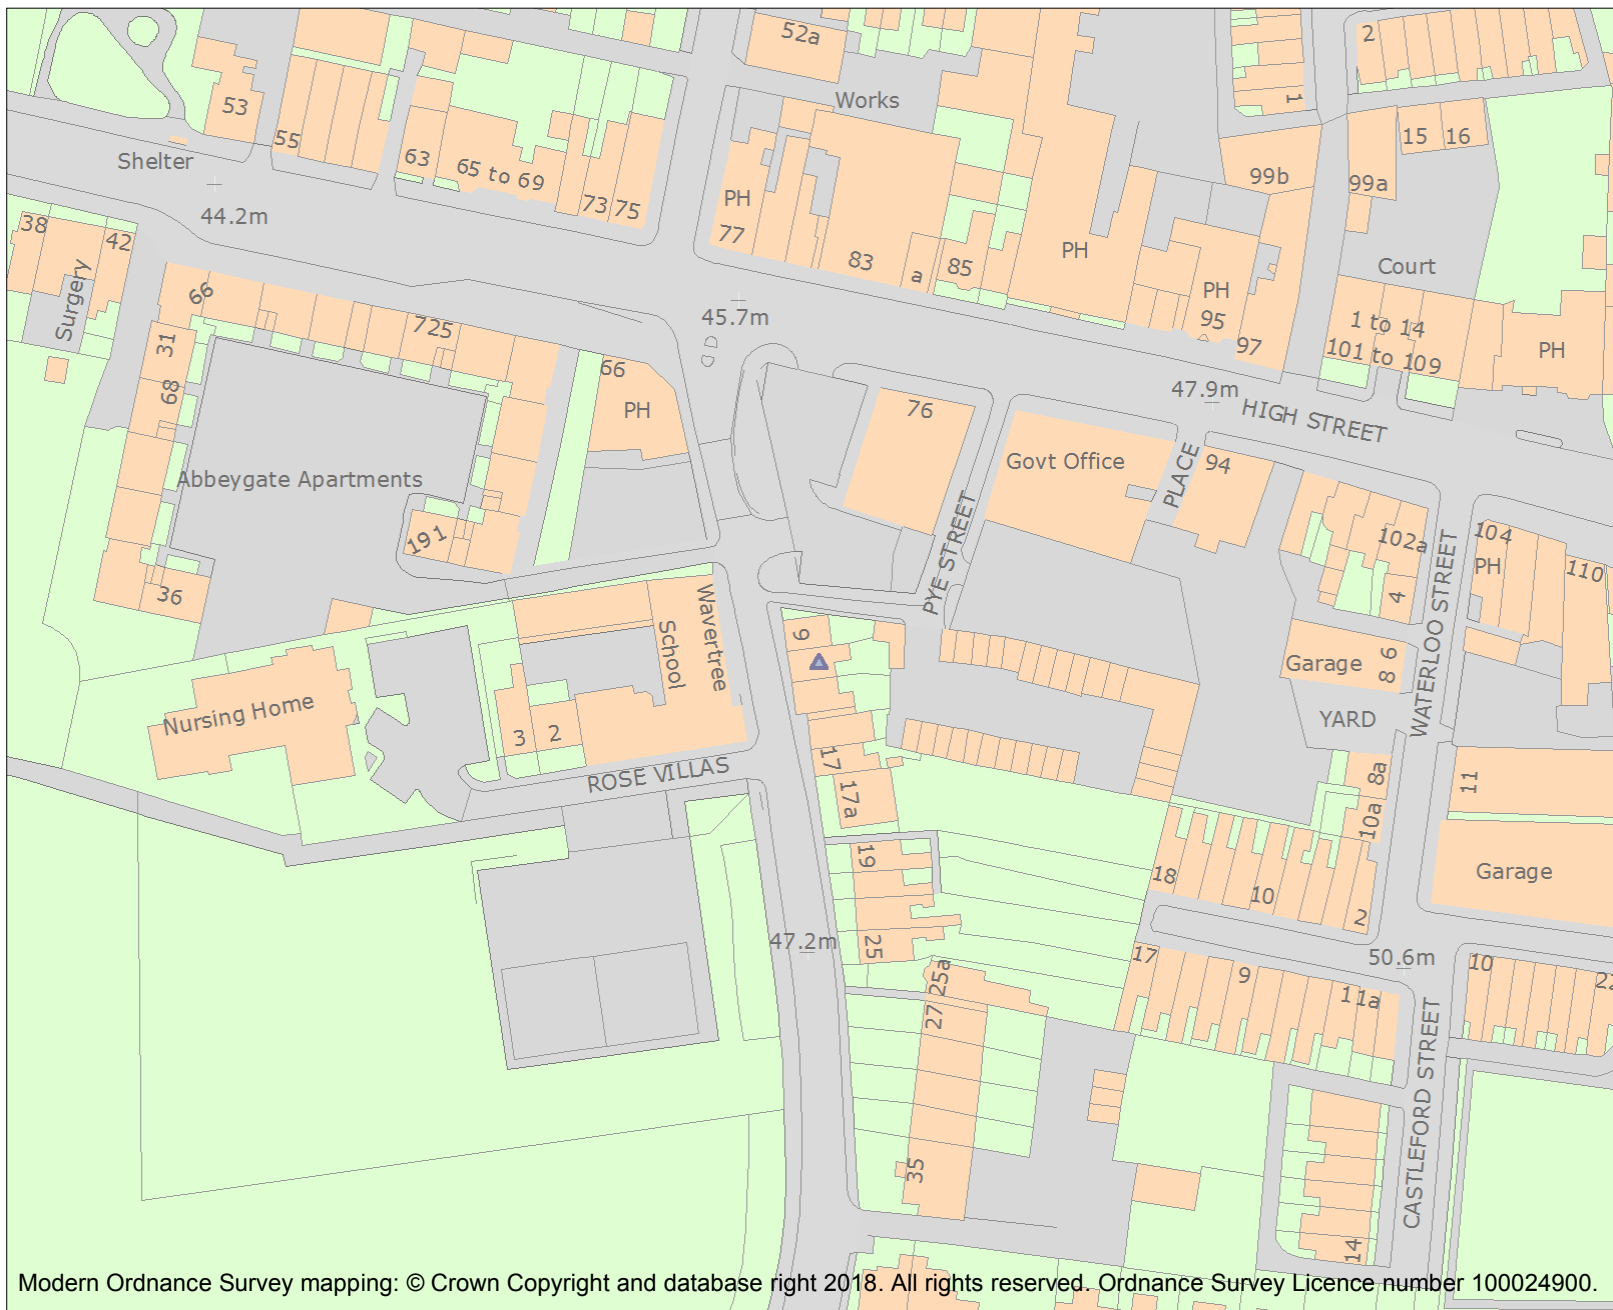 52a
2
Works
53
1
55
15
16
Shelter
63
65 to 69
99b
99a
PH
73
75
44.2m
38
42
77
83
a
85
PH
Court
Surgery
66
PH
95
45.7m
725
1 to 14
97
101 to 109
PH
31
68
66
PH
76
47.9m
HIGH STREET
Abbeygate Apartments
Govt Office
PLACE
94
191
PYE STREET
102a
104
PH
110
WATERLOO STREET
4
36
Wavertree
School
9
Garage
8 6
Nursing Home
YARD
3
2
17
ROSE VILLAS
17a
8a
11
10a
19
18
10
2
Garage
25
47.2m
17
9
11a
50.6m
10
22
25a
27
CASTLEFORD STREET
35
14
Modern Ordnance Survey mapping: © Crown Copyright and database right 2018. All rights reserved. Ordnance Survey Licence number 100024900.